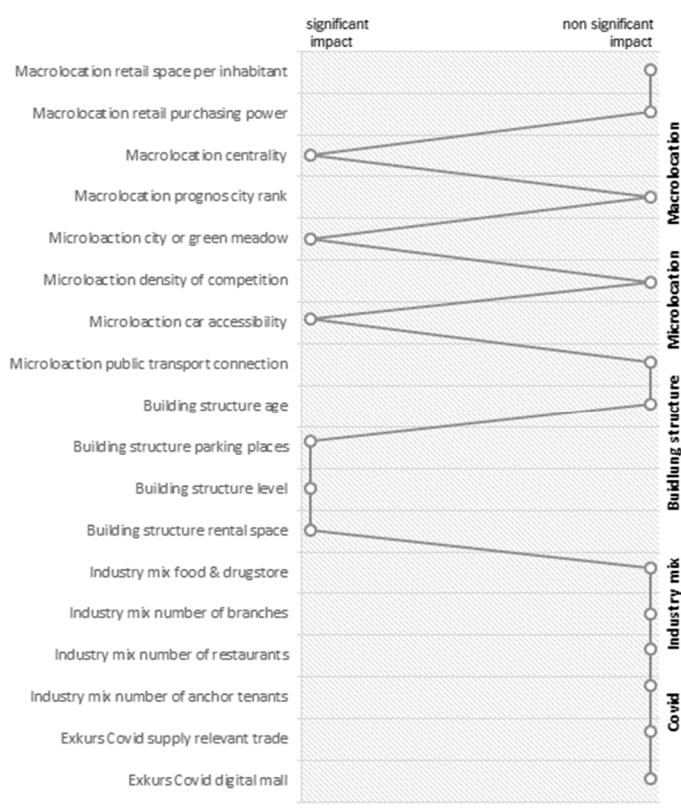 significant
impact
non significant
impact
Macrolocation retail space per inhabitant
Macrolocation retail purchasing power
Macrolocation centrality
Macrolocation prognos city rank
Microloaction city or green meadow
Microloaction density of competition
Microloaction car accessibility
Microloaction public transport connection
Building structure age
Building structure parking places
Building structure level
Building structure rental space
Industry mix food & drugstore
Industry mix number of branches
Industry mix number of restaurants
Industry mix number of anchor tenants
Exkurs Covid supply relevant trade
Exkurs Covid digital mall
Macrolocation
Microlocation
Buidlung structure
Industry mix
Covid